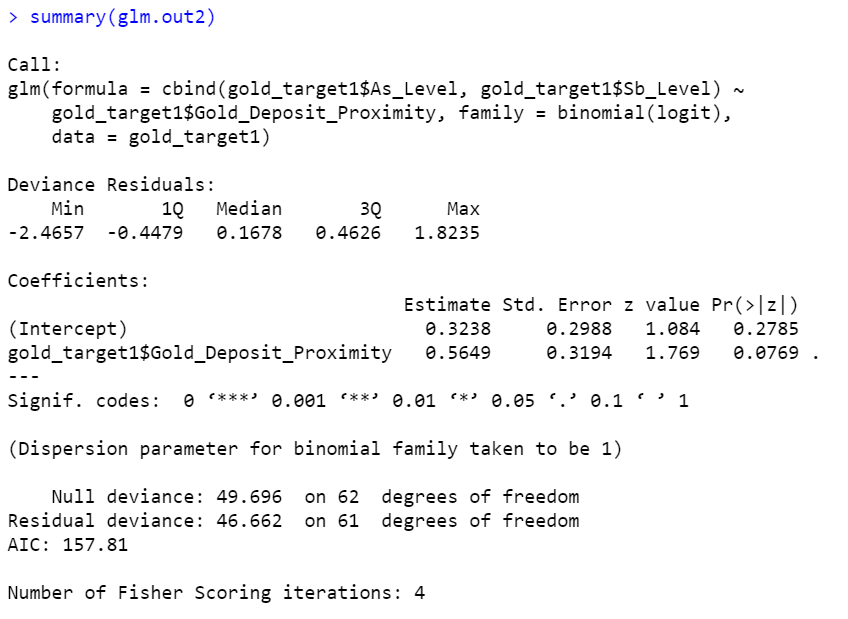 > summary(glm.out2)
Call:
glm(formula = cbind(gold_target1$As_Level, gold_target1$Sb_Level) ~
    gold_target1$Gold_Deposit_Proximity, family = binomial(logit),
    data = gold_target1)
Deviance Residuals:
    Min       1Q   Median       3Q      Max
-2.4657  -0.4479   0.1678   0.4626   1.8235
Coefficients:
                                    Estimate Std. Error z value Pr(>|z|)
(Intercept)                           0.3238     0.2988   1.084   0.2785
gold_target1$Gold_Deposit_Proximity   0.5649     0.3194   1.769   0.0769 .
---
Signif. codes:  0 ‘***’ 0.001 ‘**’ 0.01 ‘*’ 0.05 ‘.’ 0.1 ‘ ’ 1
(Dispersion parameter for binomial family taken to be 1)
    Null deviance: 49.696  on 62  degrees of freedom
Residual deviance: 46.662  on 61  degrees of freedom
AIC: 157.81
Number of Fisher Scoring iterations: 4